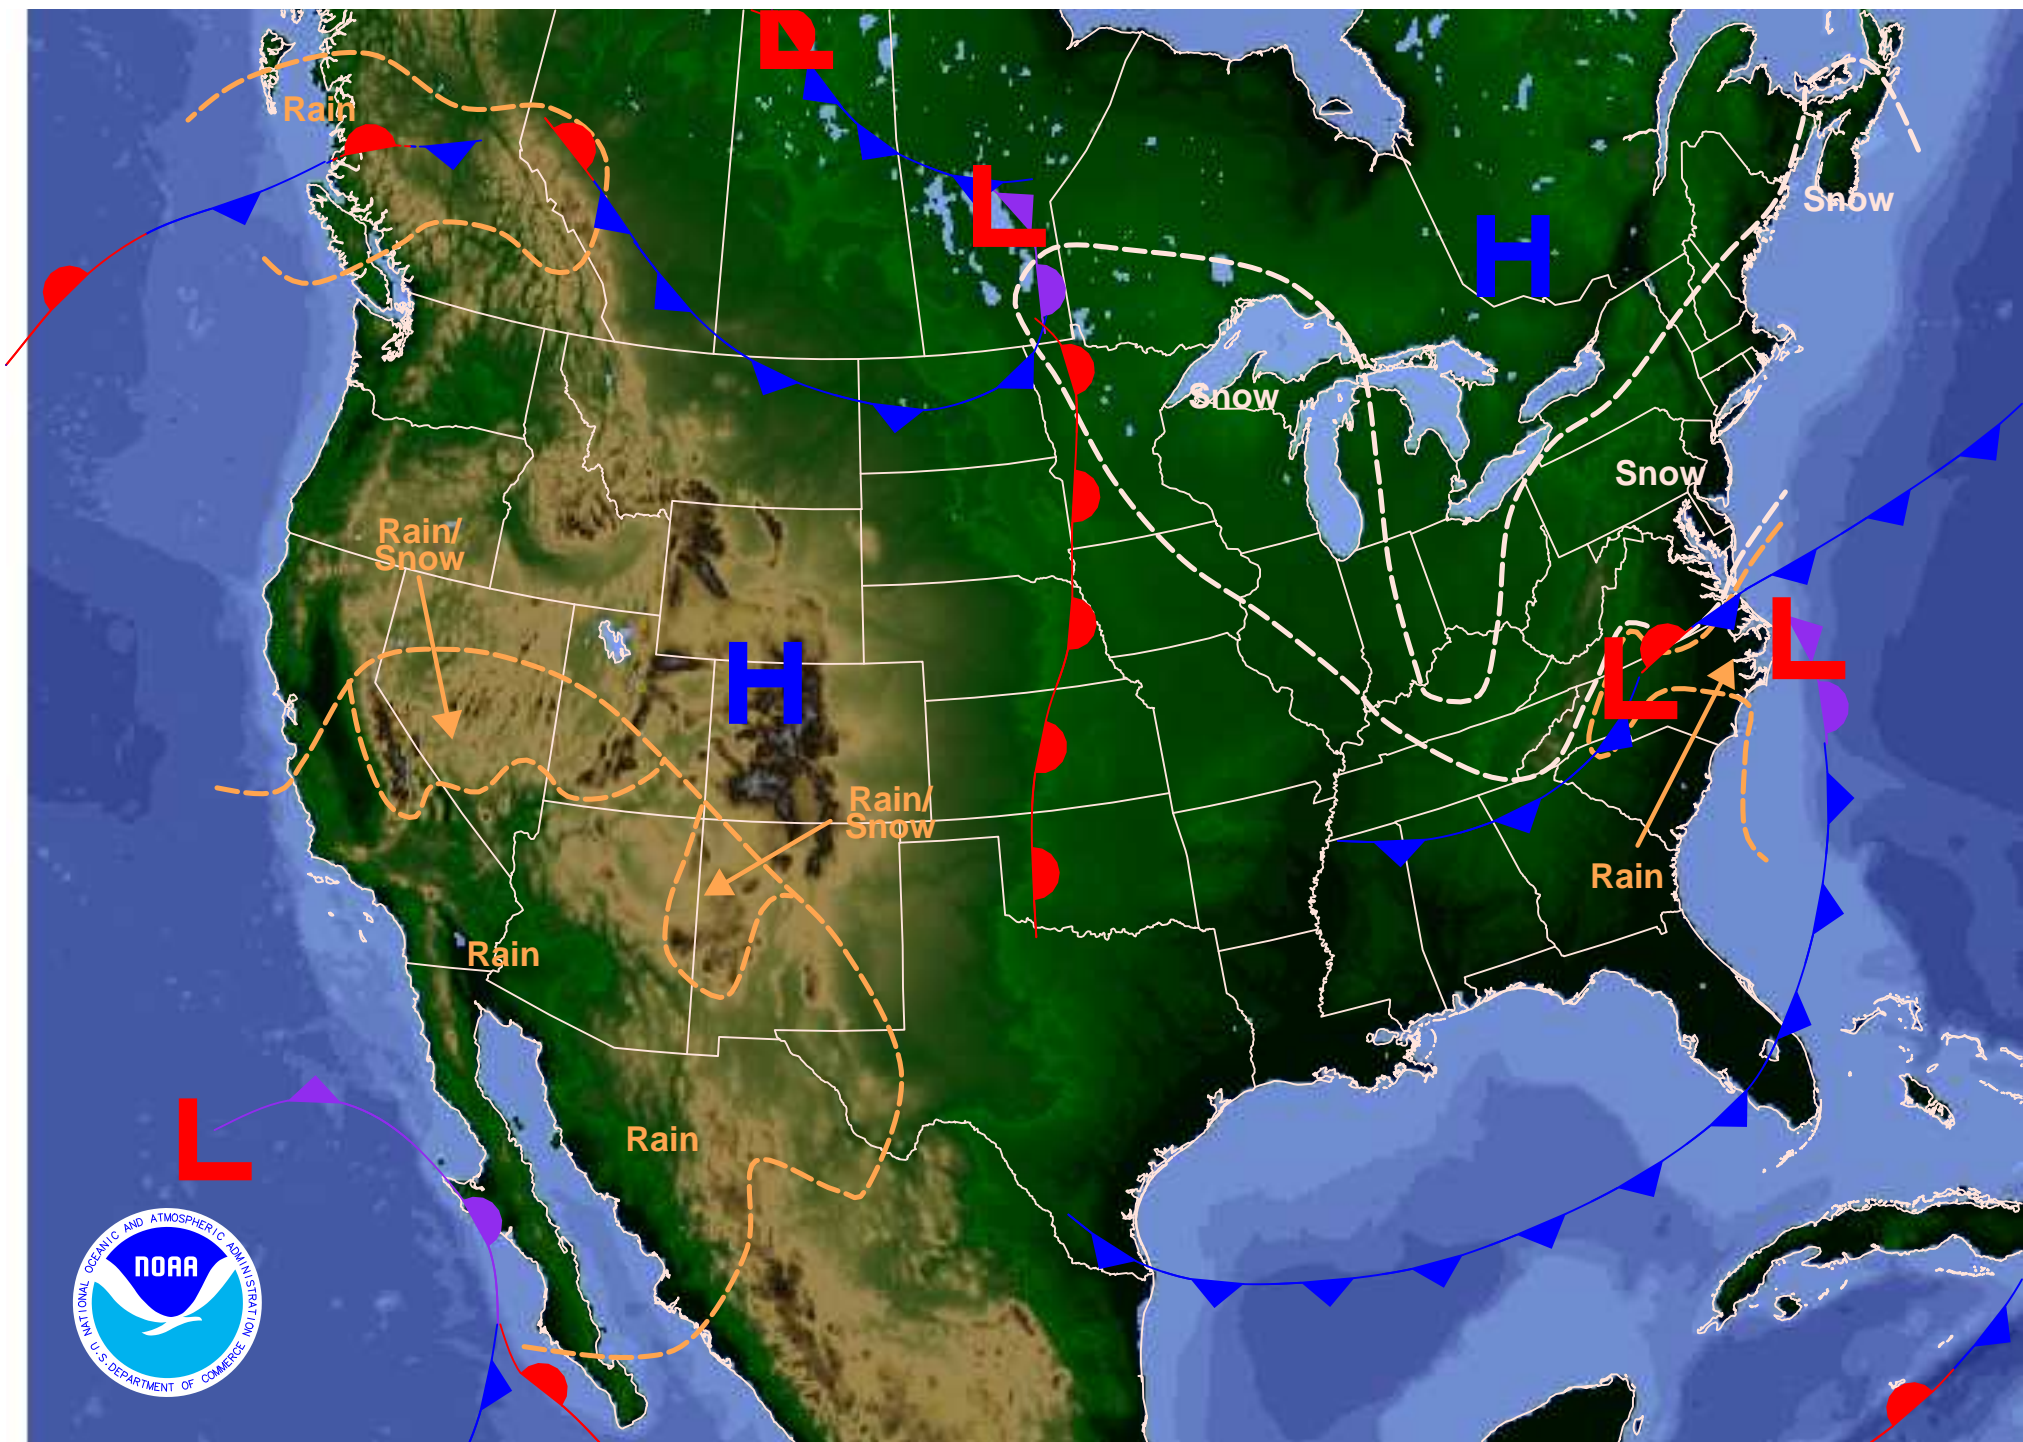 L
Rain
L
Snow
H
Snow
Snow
Rain/
Snow
L
L
H
Rain/
Snow
Rain
Rain
Rain
L
NATIONAL OCEANIC AND ATMOSPHERIC ADMINISTRATION
NOAA
U.S. DEPARTMENT OF COMMERCE